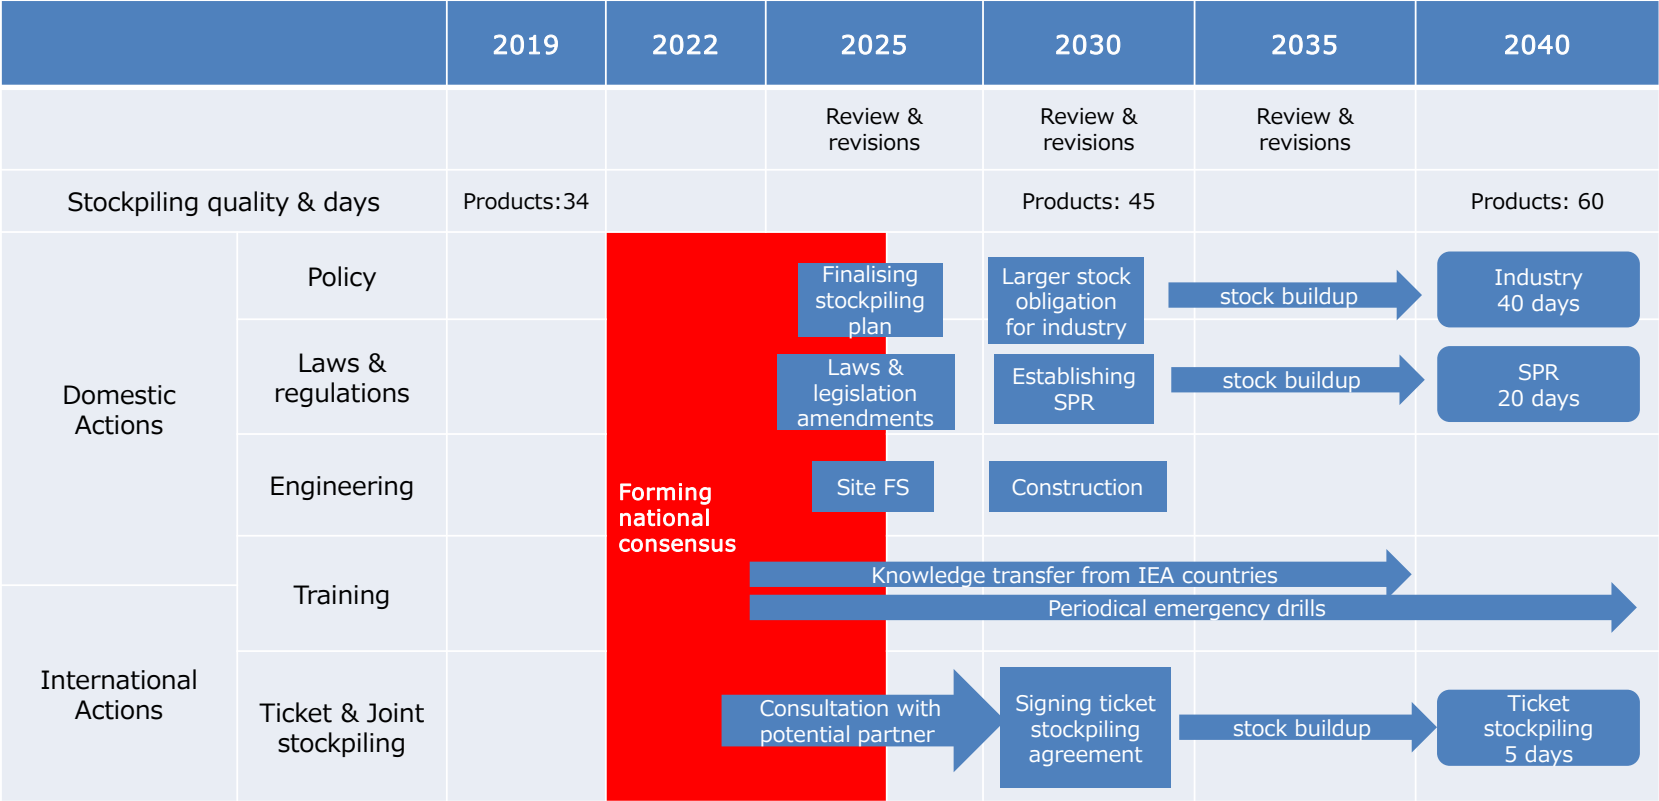 2019 2022 2025 2030 2035 2040
Review &
revisions
Review &
revisions
Review &
revisions
Stockpiling quality & days
Products:34
Products: 45
Products: 60
Domestic
Actions
Policy
Finalising
stockpiling
plan
Larger stock
obligation
for industry
stock buildup
Industry
40 days
Laws &
regulations
Laws &
legislation
amendments
Establishing
SPR
stock buildup
SPR
20 days
Engineering
Forming
national
consensus
Site FS
Construction
Training
Knowledge transfer from IEA countries
Periodical emergency drills
International
Actions
Ticket & Joint
stockpiling
Consultation with
potential partner
Signing ticket
stockpiling
agreement
stock buildup
Ticket
stockpiling
5 days